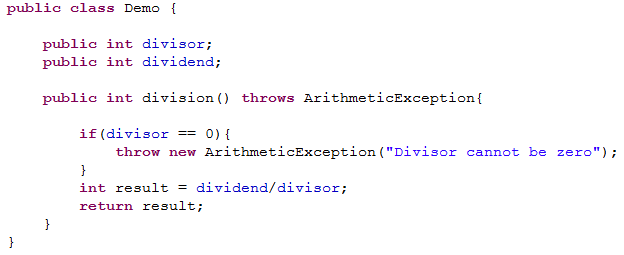 public class Demo {
public int divisor;
public int dividend;
public int division() throws ArithmeticException{
if(divisor == 0){
throw new ArithmeticException("Divisor cannot be zero");
}
int result = dividend/divisor;
return result;
}
}